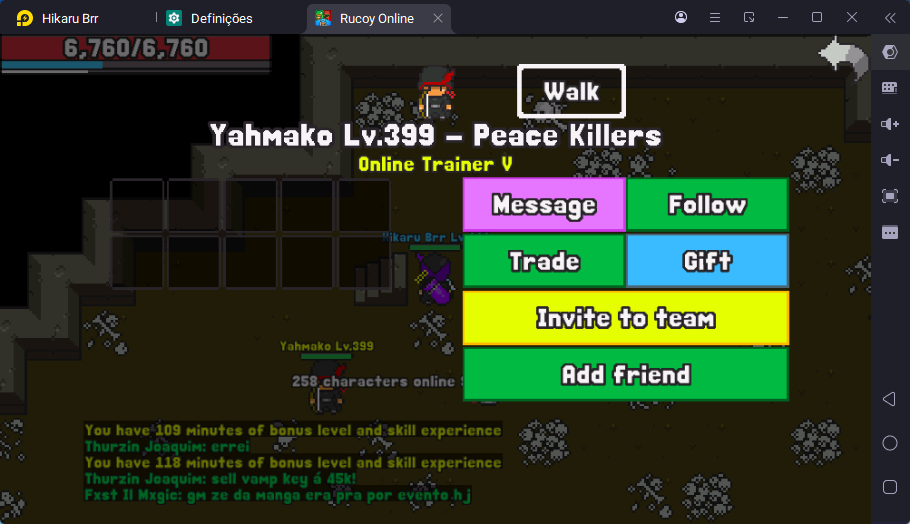 Hikaru Brr
Definições
Rucoy Online
6,760/6,760
Walk
Yahmako Lv.399 - Peace Killers
Online Trainer V
Message
Follow
Hikaru Brr Lv
Trade
Gift
Invite to team
Yahmako Lv.399
Add friend
258 characters online
You have 109 minutes of bonus level and skill experience
Thurzin Joaquim: errei
You have 118 minutes of bonus level and skill experience
Thurzin Joaquim: sell vamp key á 45k!
Fxst Il Mxgic: gm ze da manga era pra por evento hj